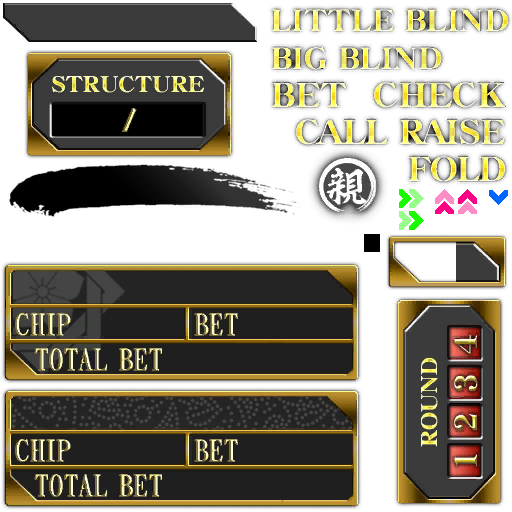 LITTLE BLIND
BIG BLIND
BET CHECK
CALL RAISE
FOLD
STRUCTURE
/
親
CHIP BET
TOTAL BET
CHIP BET
TOTAL BET
ROUND
1 2 3 4